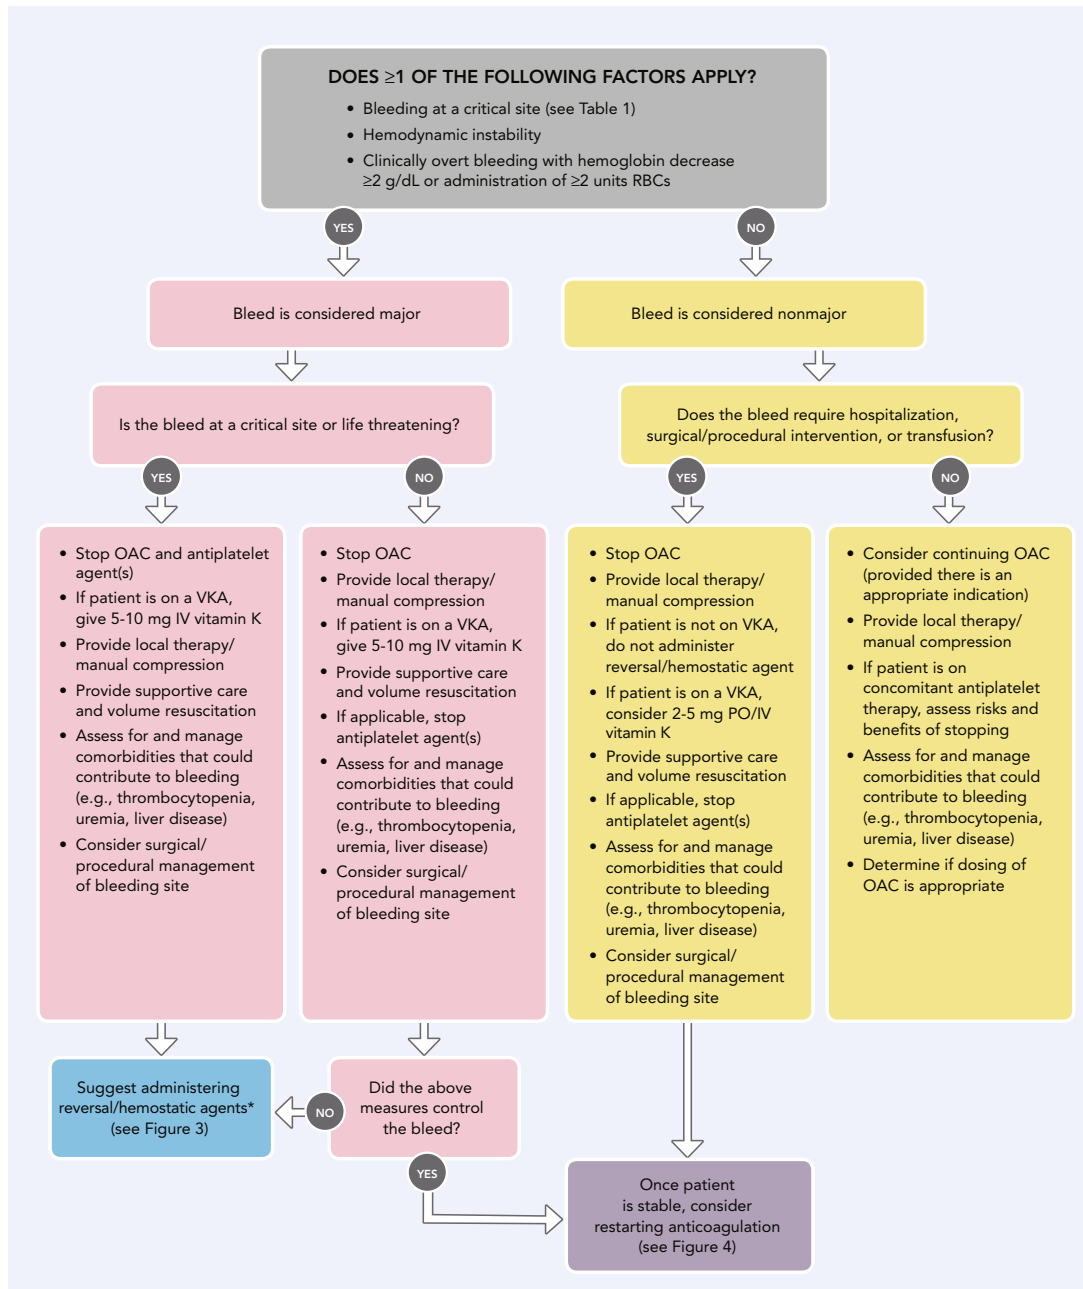 DOES ≥1 OF THE FOLLOWING FACTORS APPLY?
• Bleeding at a critical site (see Table 1)
• Hemodynamic instability
• Clinically overt bleeding with hemoglobin decrease
≥2 g/dL or administration of ≥2 units RBCs
YES
NO
Bleed is considered major
Bleed is considered nonmajor
Is the bleed at a critical site or life threatening?
Does the bleed require hospitalization,
surgical/procedural intervention, or transfusion?
YES
NO
YES
NO
• Stop OAC and antiplatelet
agent(s)
• If patient is on a VKA,
give 5-10 mg IV vitamin K
• Provide local therapy/
manual compression
• Provide supportive care
and volume resuscitation
• Assess for and manage
comorbidities that could
contribute to bleeding
(e.g., thrombocytopenia,
uremia, liver disease)
• Consider surgical/
procedural management
of bleeding site
• Stop OAC
• Provide local therapy/
manual compression
• If patient is on a VKA,
give 5-10 mg IV vitamin K
• Provide supportive care
and volume resuscitation
• If applicable, stop
antiplatelet agent(s)
• Assess for and manage
comorbidities that could
contribute to bleeding
(e.g., thrombocytopenia,
uremia, liver disease)
• Consider surgical/
procedural management
of bleeding site
• Stop OAC
• Provide local therapy/
manual compression
• If patient is not on VKA,
do not administer
reversal/hemostatic agent
• If patient is on a VKA,
consider 2-5 mg PO/IV
vitamin K
• Provide supportive care
and volume resuscitation
• If applicable, stop
antiplatelet agent(s)
• Assess for and manage
comorbidities that could
contribute to bleeding
(e.g., thrombocytopenia,
uremia, liver disease)
• Consider surgical/
procedural management
of bleeding site
• Consider continuing OAC
(provided there is an
appropriate indication)
• Provide local therapy/
manual compression
• If patient is on
concomitant antiplatelet
therapy, assess risks and
benefits of stopping
• Assess for and manage
comorbidities that could
contribute to bleeding
(e.g., thrombocytopenia,
uremia, liver disease)
• Determine if dosing of
OAC is appropriate
Suggest administering
reversal/hemostatic agents*
(see Figure 3)
NO
Did the above
measures control
the bleed?
YES
Once patient
is stable, consider
restarting anticoagulation
(see Figure 4)